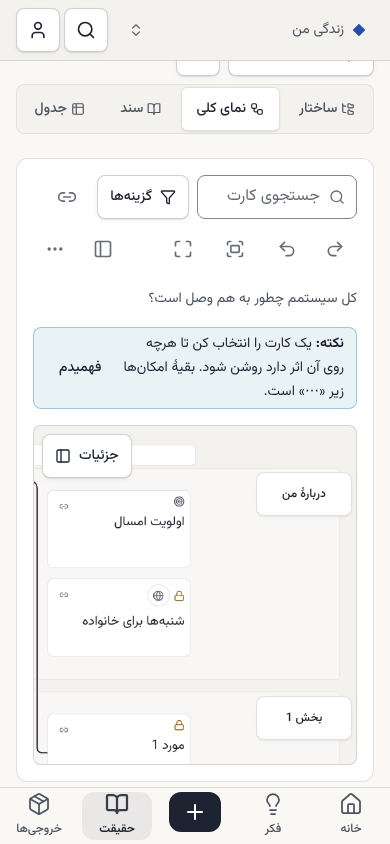 زندگی من
ساختار
نمای کلی
سند
جدول
جستجوی کارت
گزینه‌ها
کل سیستمم چطور به هم وصل است؟
نکته: یک کارت را انتخاب کن تا هرچه
روی آن اثر دارد روشن شود. بقیهٔ امکان‌ها
زیر «⋯» است.
فهمیدم
جزئیات
دربارهٔ من
اولویت امسال
شنبه‌ها برای خانواده
بخش 1
مورد 1
خانه
فکر
حقیقت
خروجی‌ها